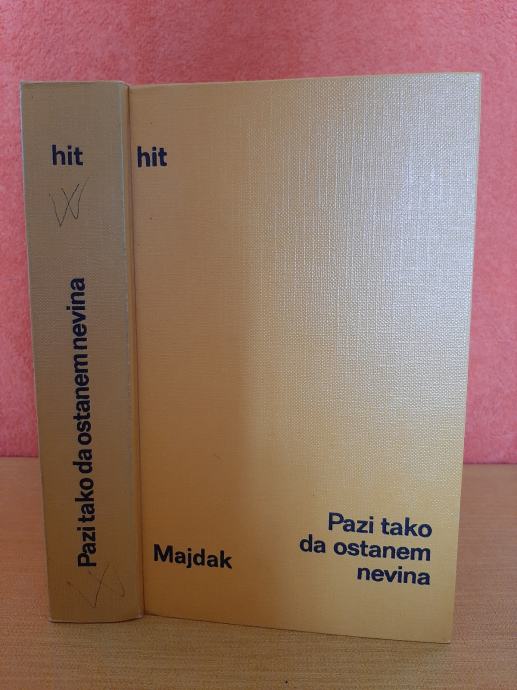 hit
Pazi tako da ostanem nevina
hit
Majdak
Pazi tako
da ostanem
nevina